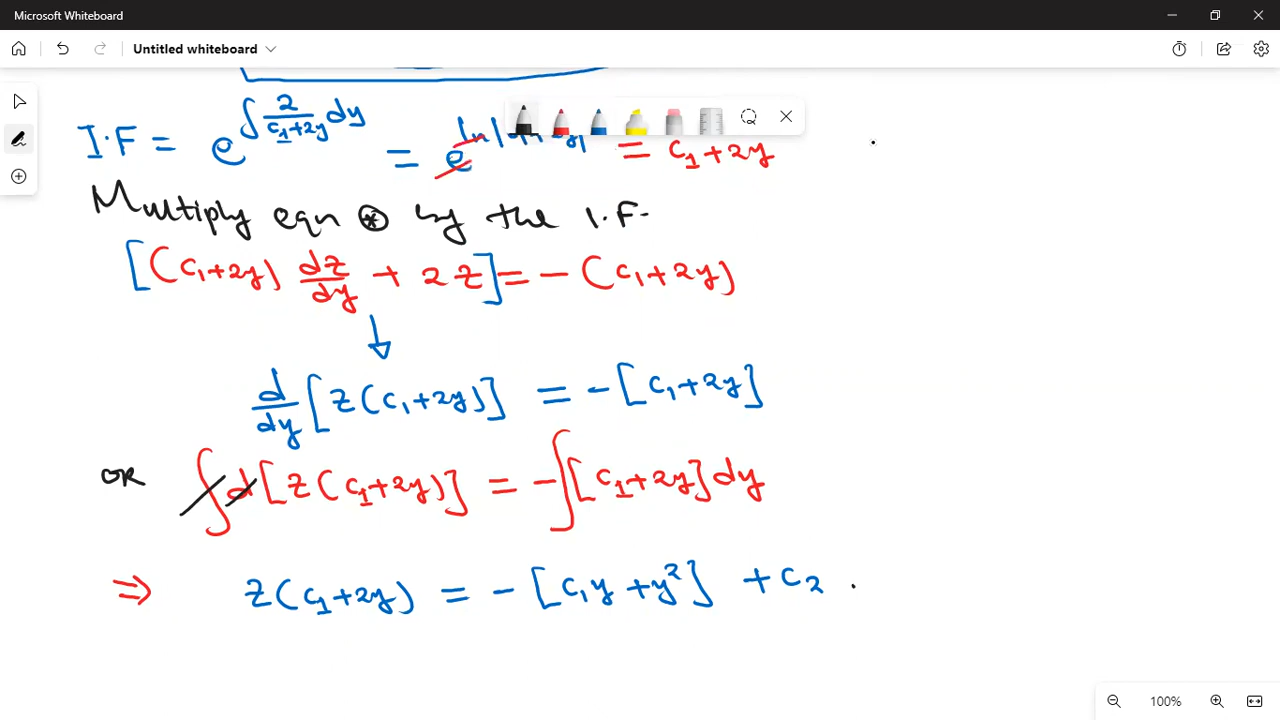 Microsoft Whiteboard
Untitled whiteboard
I.F = e^{∫ 2/(c₁+2y) dy} = e^{ln| = c₁+2y
Multiply eqn ⊛ by the I.F.
[(c₁+2y) dz/dy + 2z] = -(c₁+2y)
↓
d/dy [z(c₁+2y)] = -[c₁+2y]
OR ∫d[z(c₁+2y)] = -∫[c₁+2y]dy
⇒ z(c₁+2y) = -[c₁y+y²] + c₂.
100%